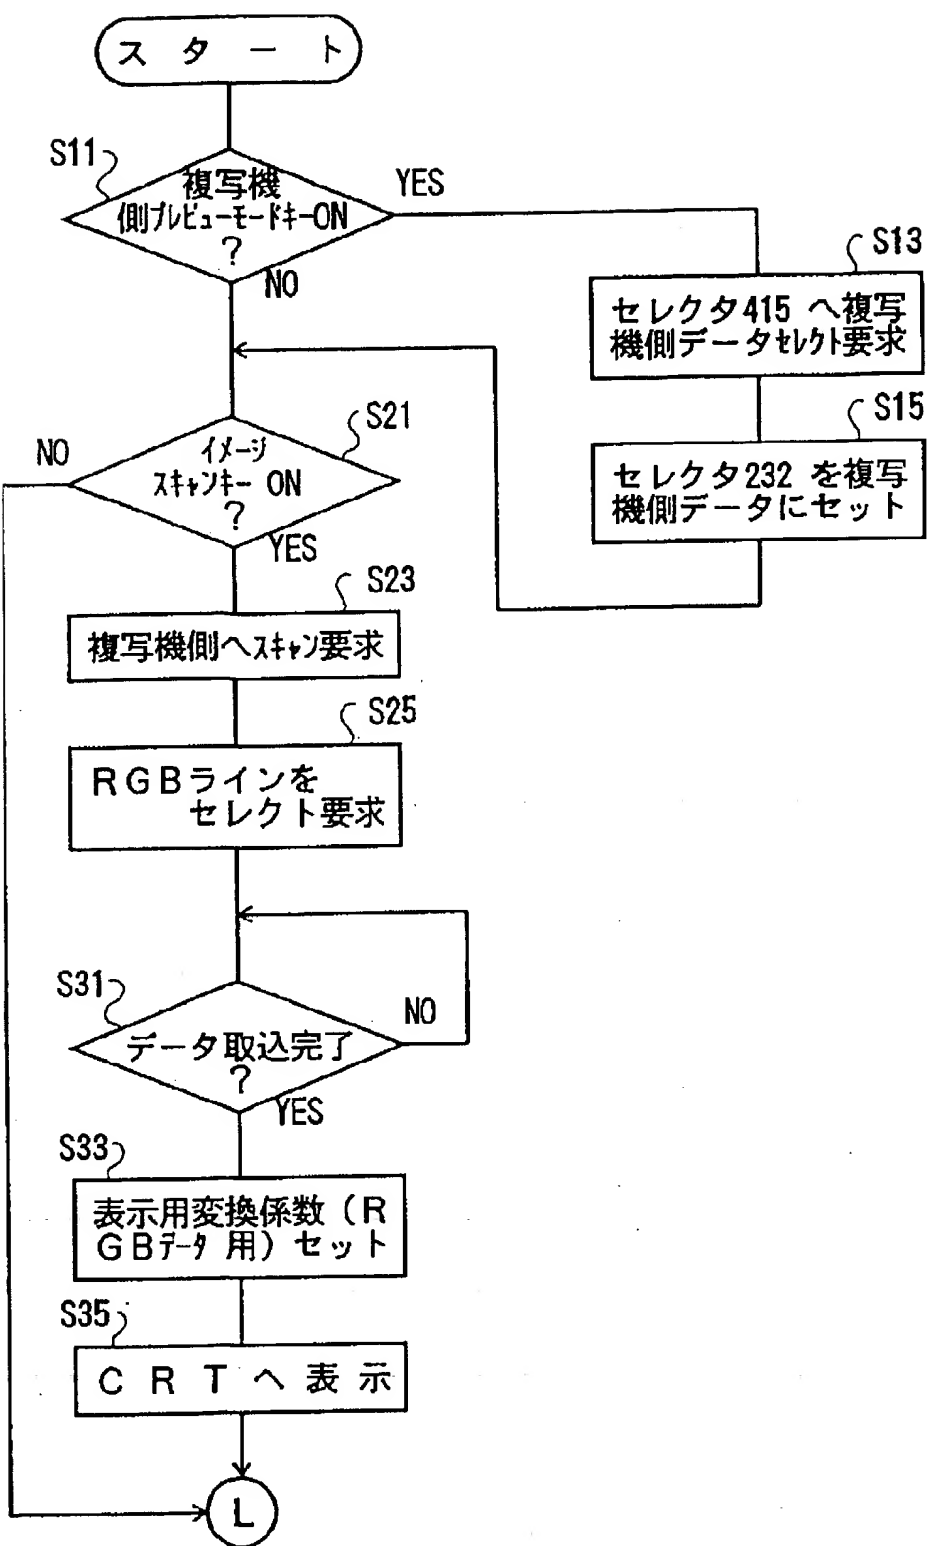 スタート
S11
複写機
側プレビューモードキーON
?
YES
NO
S13
セレクタ415 へ複写
機側データセレクト要求
S15
セレクタ232 を複写
機側データにセット
S21
イメージ
スキャンキー ON
?
NO
YES
S23
複写機側へスキャン要求
S25
RGBラインを
セレクト要求
S31
データ取込完了
?
NO
YES
S33
表示用変換係数(R
GBデータ用)セット
S35
CRTへ表示
L